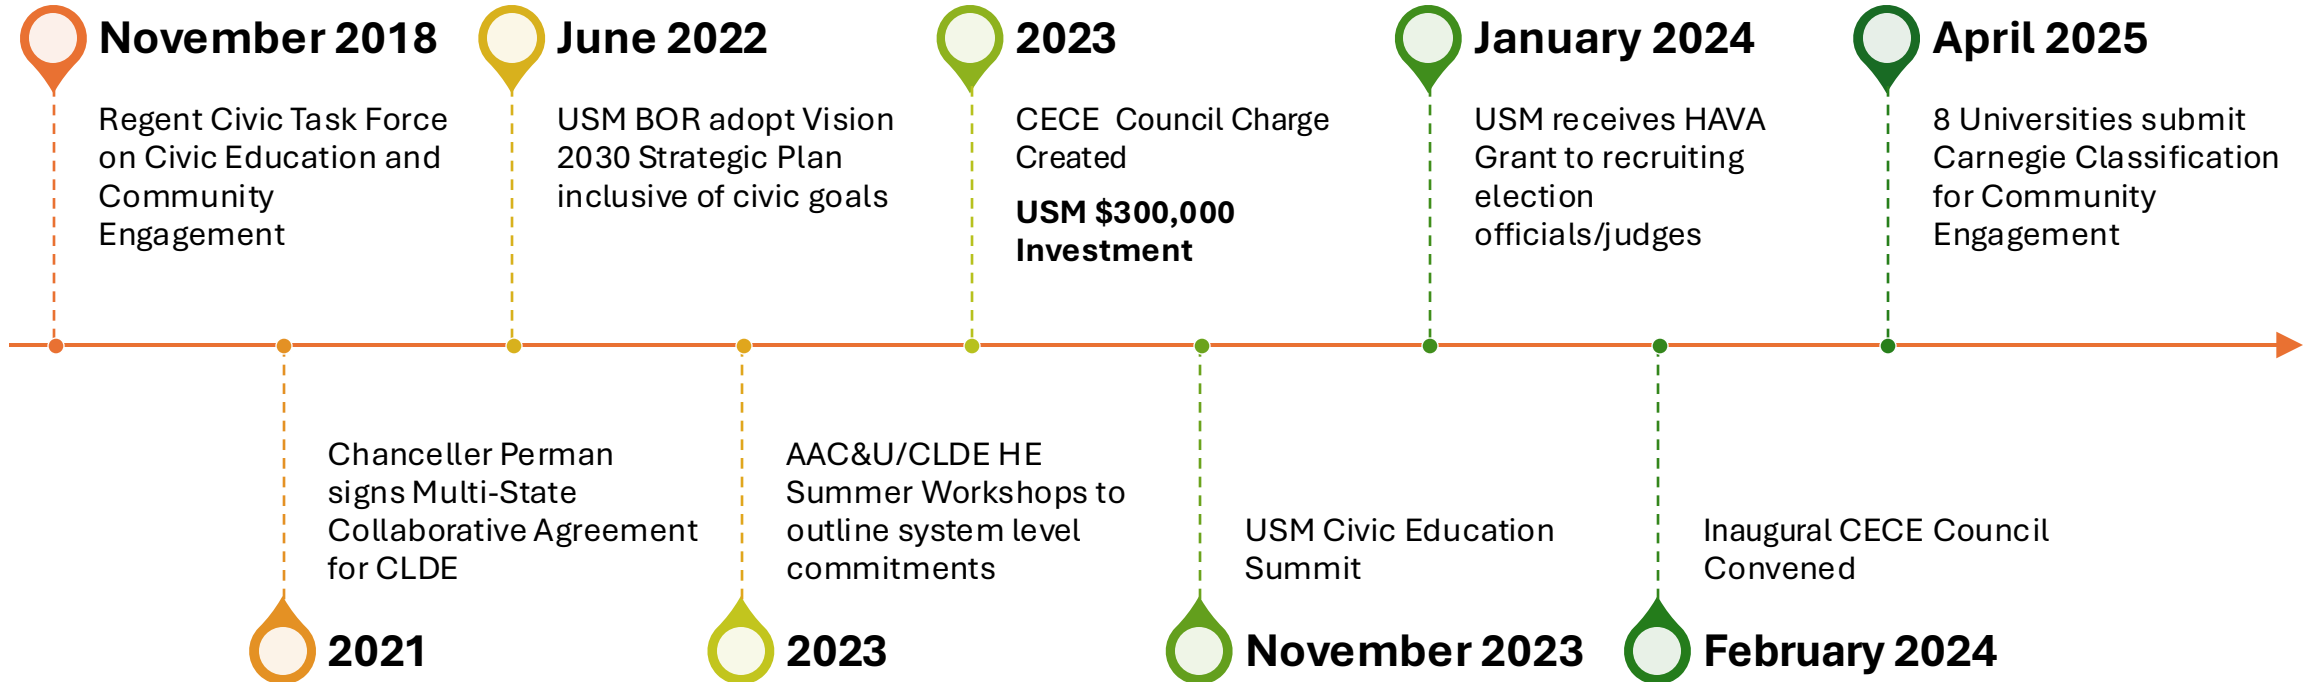 November 2018
Regent Civic Task Force
on Civic Education and
Community
Engagement
June 2022
USM BOR adopt Vision
2030 Strategic Plan
inclusive of civic goals
2023
CECE  Council Charge
Created
USM $300,000
Investment
January 2024
USM receives HAVA
Grant to recruiting
election
officials/judges
April 2025
8 Universities submit
Carnegie Classification
for Community
Engagement
Chanceller Perman
signs Multi-State
Collaborative Agreement
for CLDE
2021
AAC&U/CLDE HE
Summer Workshops to
outline system level
commitments
2023
USM Civic Education
Summit
November 2023
Inaugural CECE Council
Convened
February 2024